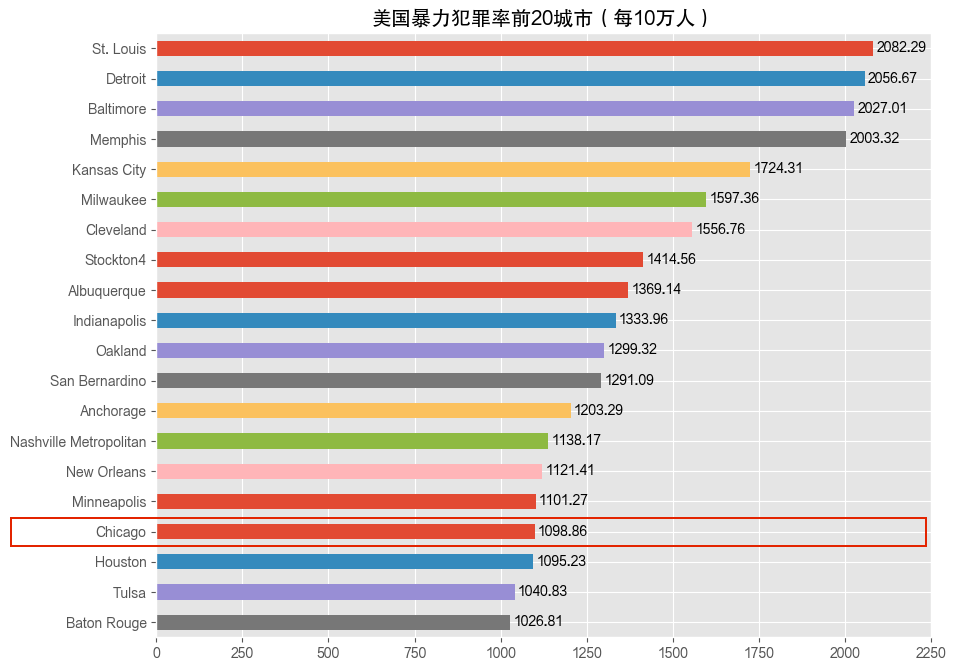 美国暴力犯罪率前20城市（每10万人）
St. Louis 2082.29
Detroit 2056.67
Baltimore 2027.01
Memphis 2003.32
Kansas City 1724.31
Milwaukee 1597.36
Cleveland 1556.76
Stockton4 1414.56
Albuquerque 1369.14
Indianapolis 1333.96
Oakland 1299.32
San Bernardino 1291.09
Anchorage 1203.29
Nashville Metropolitan 1138.17
New Orleans 1121.41
Minneapolis 1101.27
Chicago 1098.86
Houston 1095.23
Tulsa 1040.83
Baton Rouge 1026.81
0 250 500 750 1000 1250 1500 1750 2000 2250